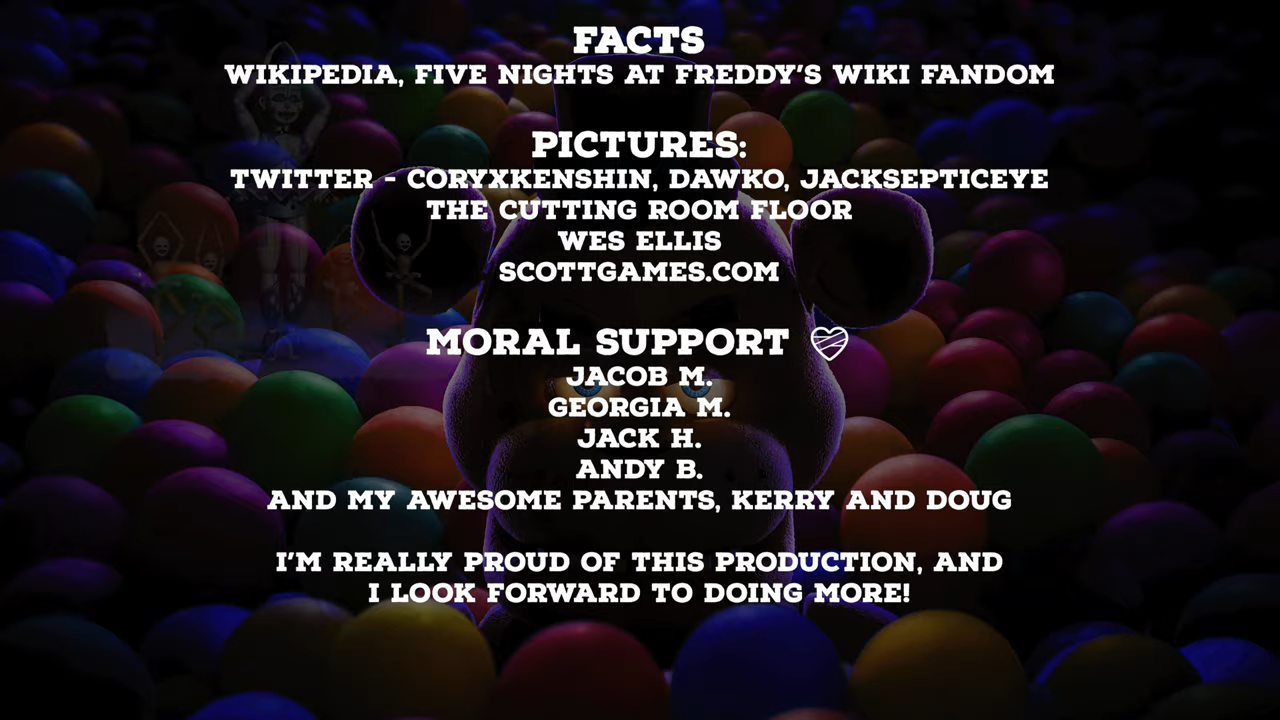 FACTS
WIKIPEDIA, FIVE NIGHTS AT FREDDY'S WIKI FANDOM
PICTURES:
TWITTER - CORYXKENSHIN, DAWKO, JACKSEPTICEYE
THE CUTTING ROOM FLOOR
WES ELLIS
SCOTTGAMES.COM
MORAL SUPPORT
JACOB M.
GEORGIA M.
JACK H.
ANDY B.
AND MY AWESOME PARENTS, KERRY AND DOUG
I'M REALLY PROUD OF THIS PRODUCTION, AND
I LOOK FORWARD TO DOING MORE!